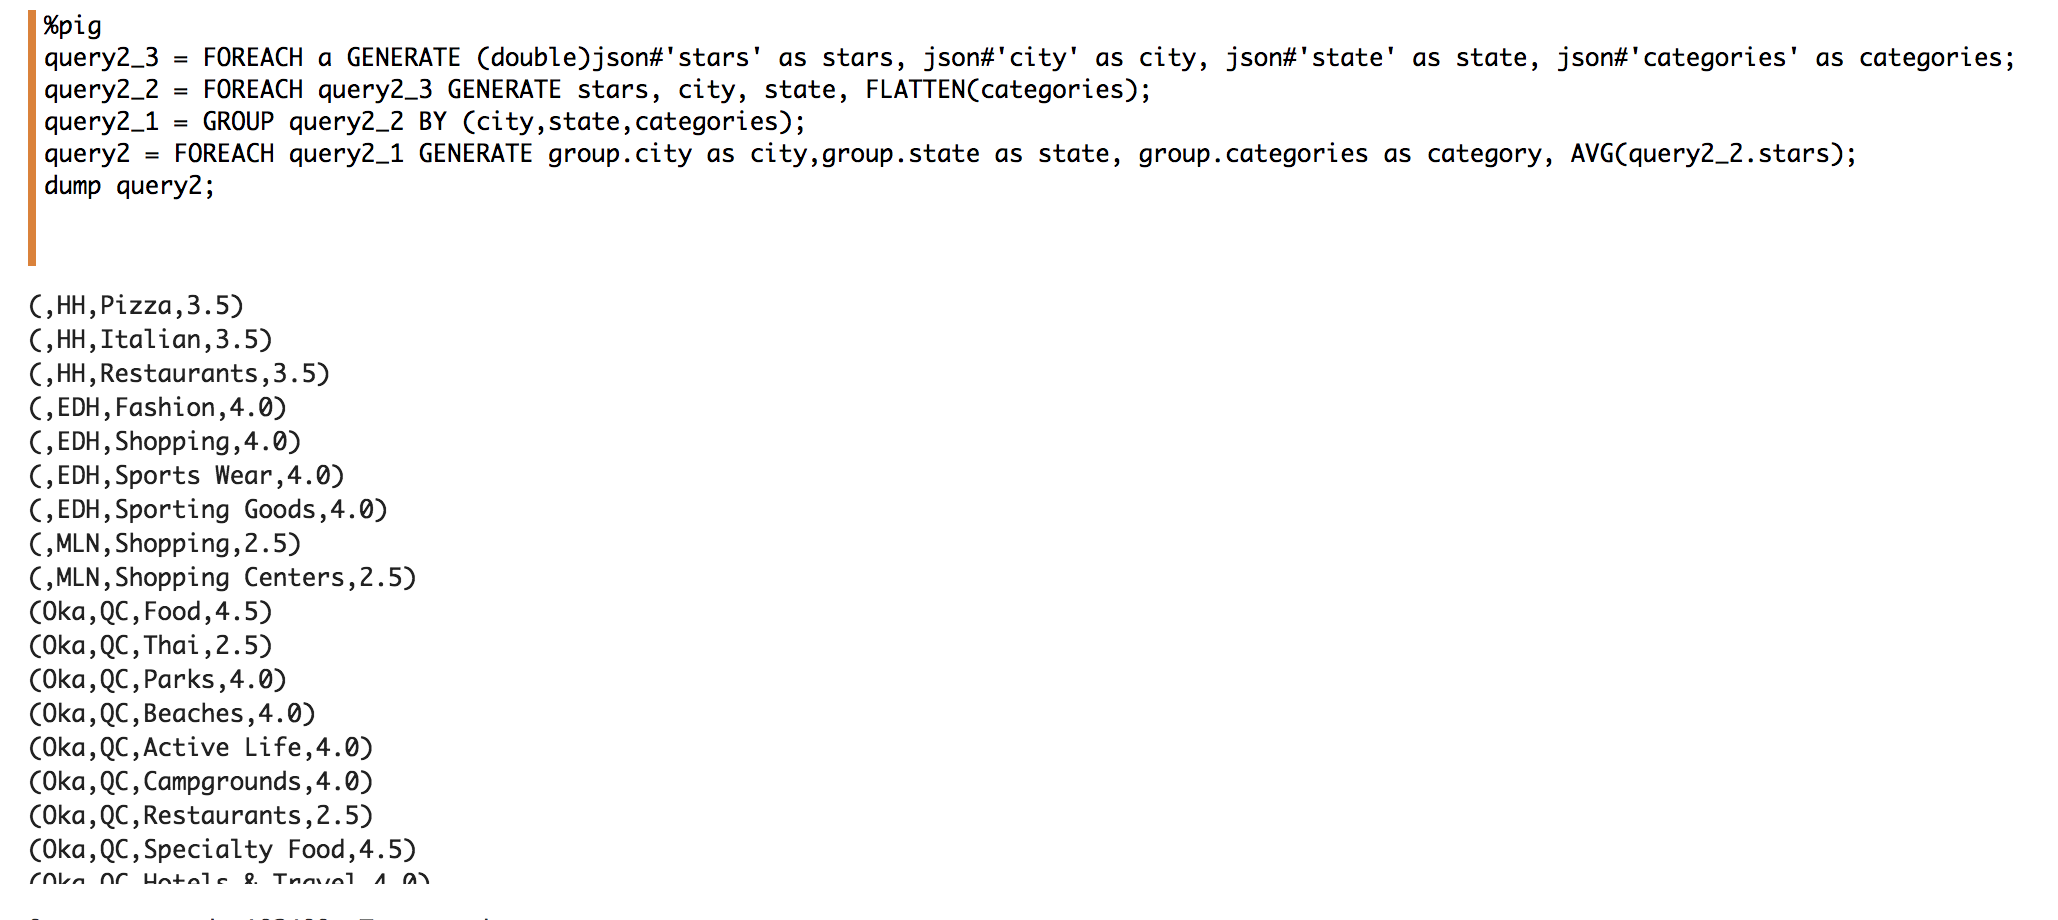 %pig
query2_3 = FOREACH a GENERATE (double)json#'stars' as stars, json#'city' as city, json#'state' as state, json#'categories' as categories;
query2_2 = FOREACH query2_3 GENERATE stars, city, state, FLATTEN(categories);
query2_1 = GROUP query2_2 BY (city,state,categories);
query2 = FOREACH query2_1 GENERATE group.city as city,group.state as state, group.categories as category, AVG(query2_2.stars);
dump query2;
(,HH,Pizza,3.5)
(,HH,Italian,3.5)
(,HH,Restaurants,3.5)
(,EDH,Fashion,4.0)
(,EDH,Shopping,4.0)
(,EDH,Sports Wear,4.0)
(,EDH,Sporting Goods,4.0)
(,MLN,Shopping,2.5)
(,MLN,Shopping Centers,2.5)
(Oka,QC,Food,4.5)
(Oka,QC,Thai,2.5)
(Oka,QC,Parks,4.0)
(Oka,QC,Beaches,4.0)
(Oka,QC,Active Life,4.0)
(Oka,QC,Campgrounds,4.0)
(Oka,QC,Restaurants,2.5)
(Oka,QC,Specialty Food,4.5)
(Oka,QC,Hotels & Travel,4.0)